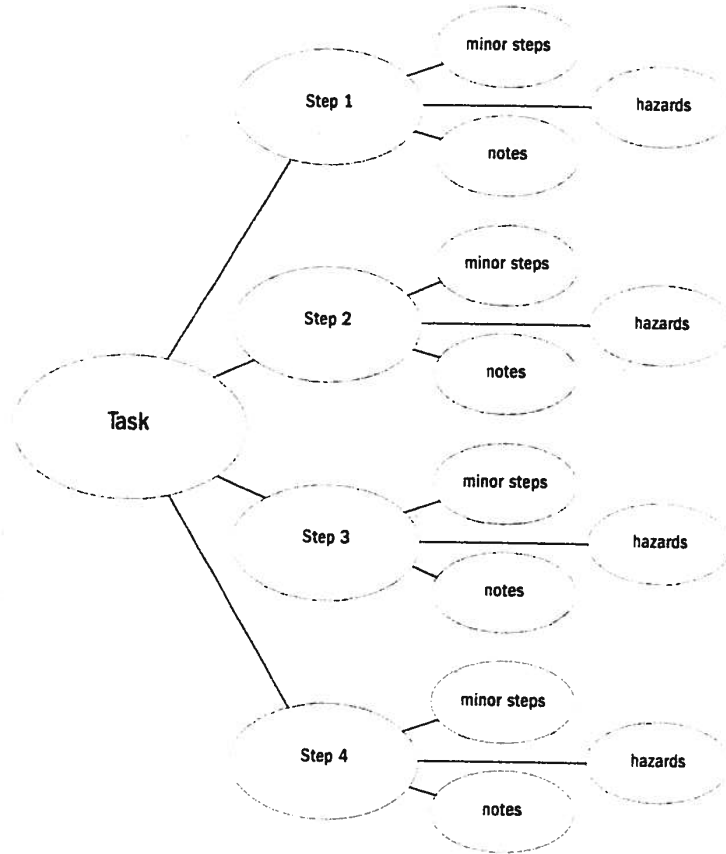 minor steps
Step 1
hazards
notes
minor steps
Step 2
hazards
notes
Task
minor steps
Step 3
hazards
notes
minor steps
Step 4
hazards
notes